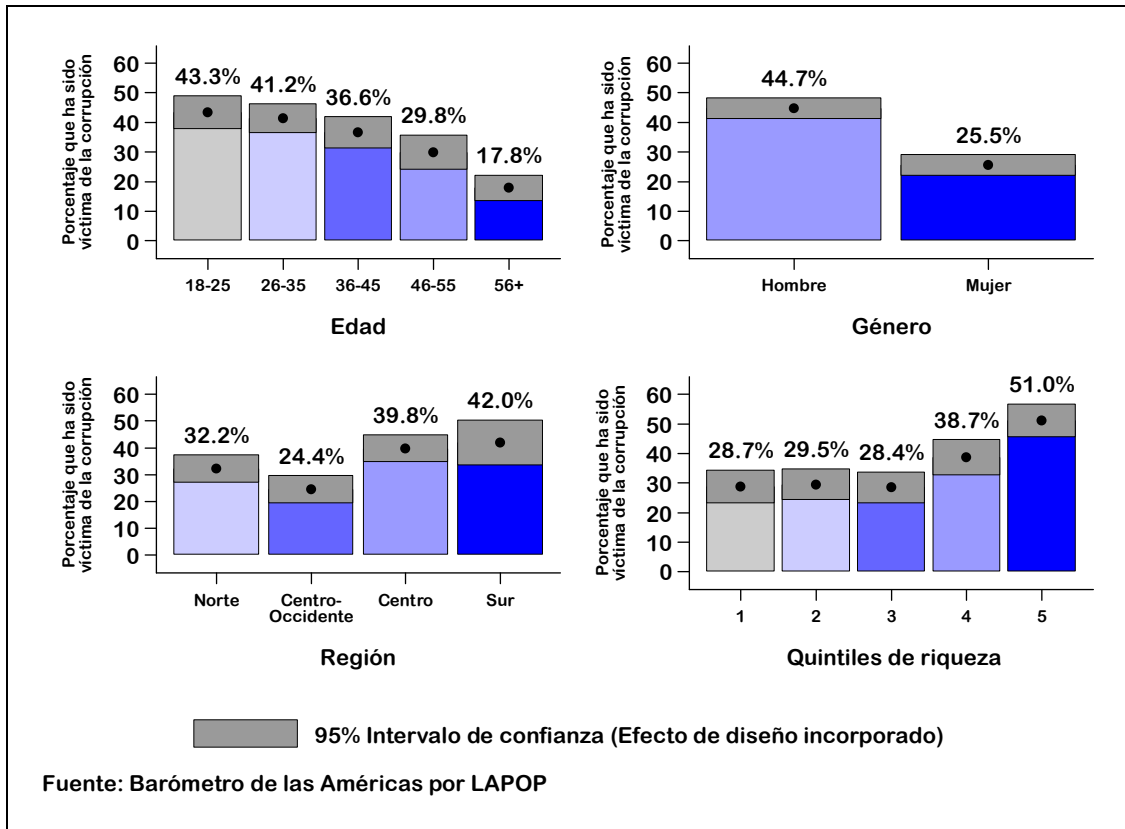 Porcentaje que ha sido
víctima de la corrupción
60
50
40
30
20
10
0
43.3%
41.2%
36.6%
29.8%
17.8%
18-25
26-35
36-45
46-55
56+
Edad
Porcentaje que ha sido
víctima de la corrupción
60
50
40
30
20
10
0
44.7%
25.5%
Hombre
Mujer
Género
Porcentaje que ha sido
víctima de la corrupción
60
50
40
30
20
10
0
32.2%
24.4%
39.8%
42.0%
Norte
Centro-
Occidente
Centro
Sur
Región
Porcentaje que ha sido
víctima de la corrupción
60
50
40
30
20
10
0
28.7%
29.5%
28.4%
38.7%
51.0%
1
2
3
4
5
Quintiles de riqueza
95% Intervalo de confianza (Efecto de diseño incorporado)
Fuente: Barómetro de las Américas por LAPOP